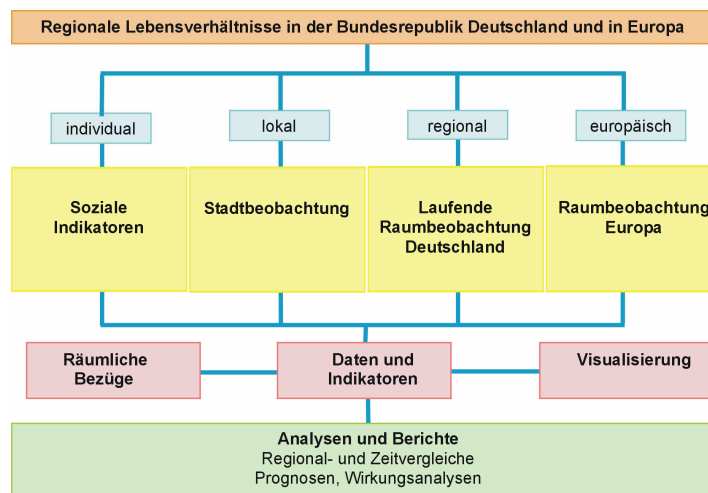 Regionale Lebensverhältnisse in der Bundesrepublik Deutschland und in Europa
individual
lokal
regional
europäisch
Soziale
Indikatoren
Stadtbeobachtung
Laufende
Raumbeobachtung
Deutschland
Raumbeobachtung
Europa
Räumliche
Bezüge
Daten und
Indikatoren
Visualisierung
Analysen und Berichte
Regional- und Zeitvergleiche
Prognosen, Wirkungsanalysen